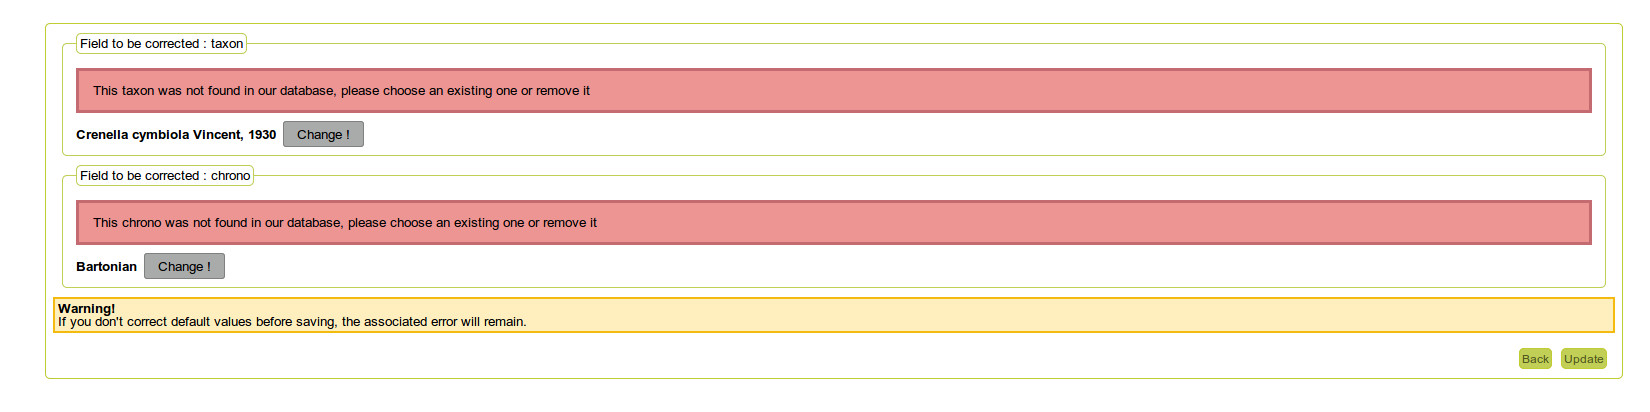 Field to be corrected : taxon
This taxon was not found in our database, please choose an existing one or remove it
Crenella cymbiola Vincent, 1930 Change !
Field to be corrected : chrono
This chrono was not found in our database, please choose an existing one or remove it
Bartonian Change !
Warning!
If you don't correct default values before saving, the associated error will remain.
Back Update